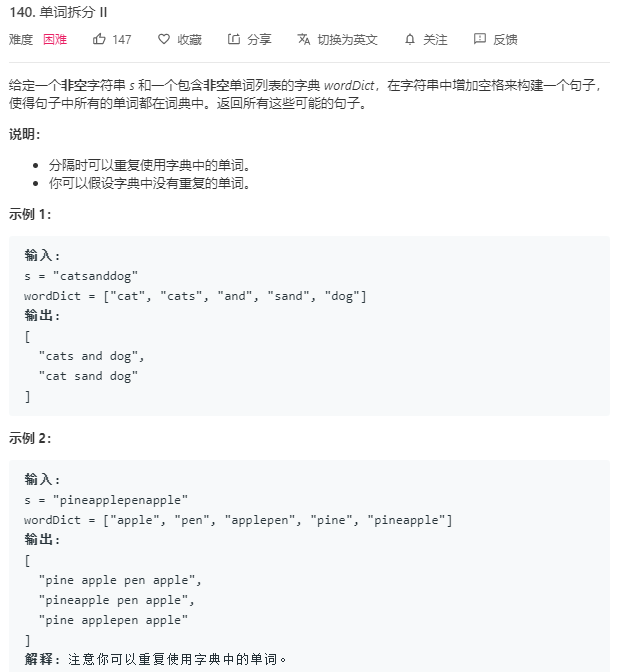 140. 单词拆分 II
难度 困难 147 收藏 分享 切换为英文 关注 反馈
给定一个非空字符串 s 和一个包含非空单词列表的字典 wordDict，在字符串中增加空格来构建一个句子，
使得句子中所有的单词都在词典中。返回所有这些可能的句子。
说明：
• 分隔时可以重复使用字典中的单词。
• 你可以假设字典中没有重复的单词。
示例 1：
输入:
s = "catsanddog"
wordDict = ["cat", "cats", "and", "sand", "dog"]
输出:
[
  "cats and dog",
  "cat sand dog"
]
示例 2：
输入:
s = "pineapplepenapple"
wordDict = ["apple", "pen", "applepen", "pine", "pineapple"]
输出:
[
  "pine apple pen apple",
  "pineapple pen apple",
  "pine applepen apple"
]
解释: 注意你可以重复使用字典中的单词。